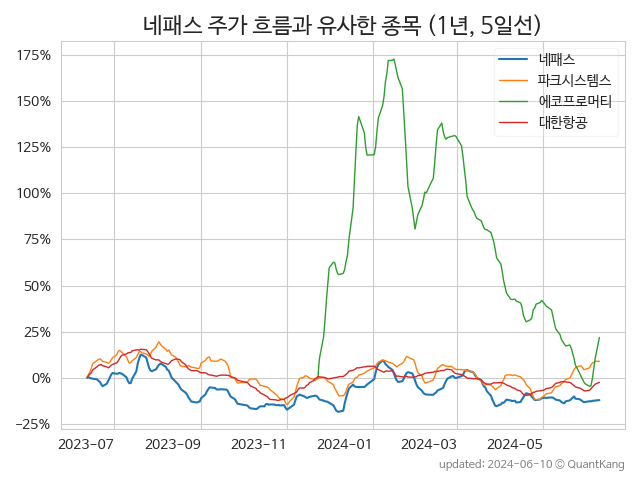 네패스 주가 흐름과 유사한 종목 (1년, 5일선)
175%
150%
125%
100%
75%
50%
25%
0%
−25%
네패스
파크시스템스
에코프로머티
대한항공
2023-07 2023-09 2023-11 2024-01 2024-03 2024-05
updated: 2024-06-10 © QuantKang